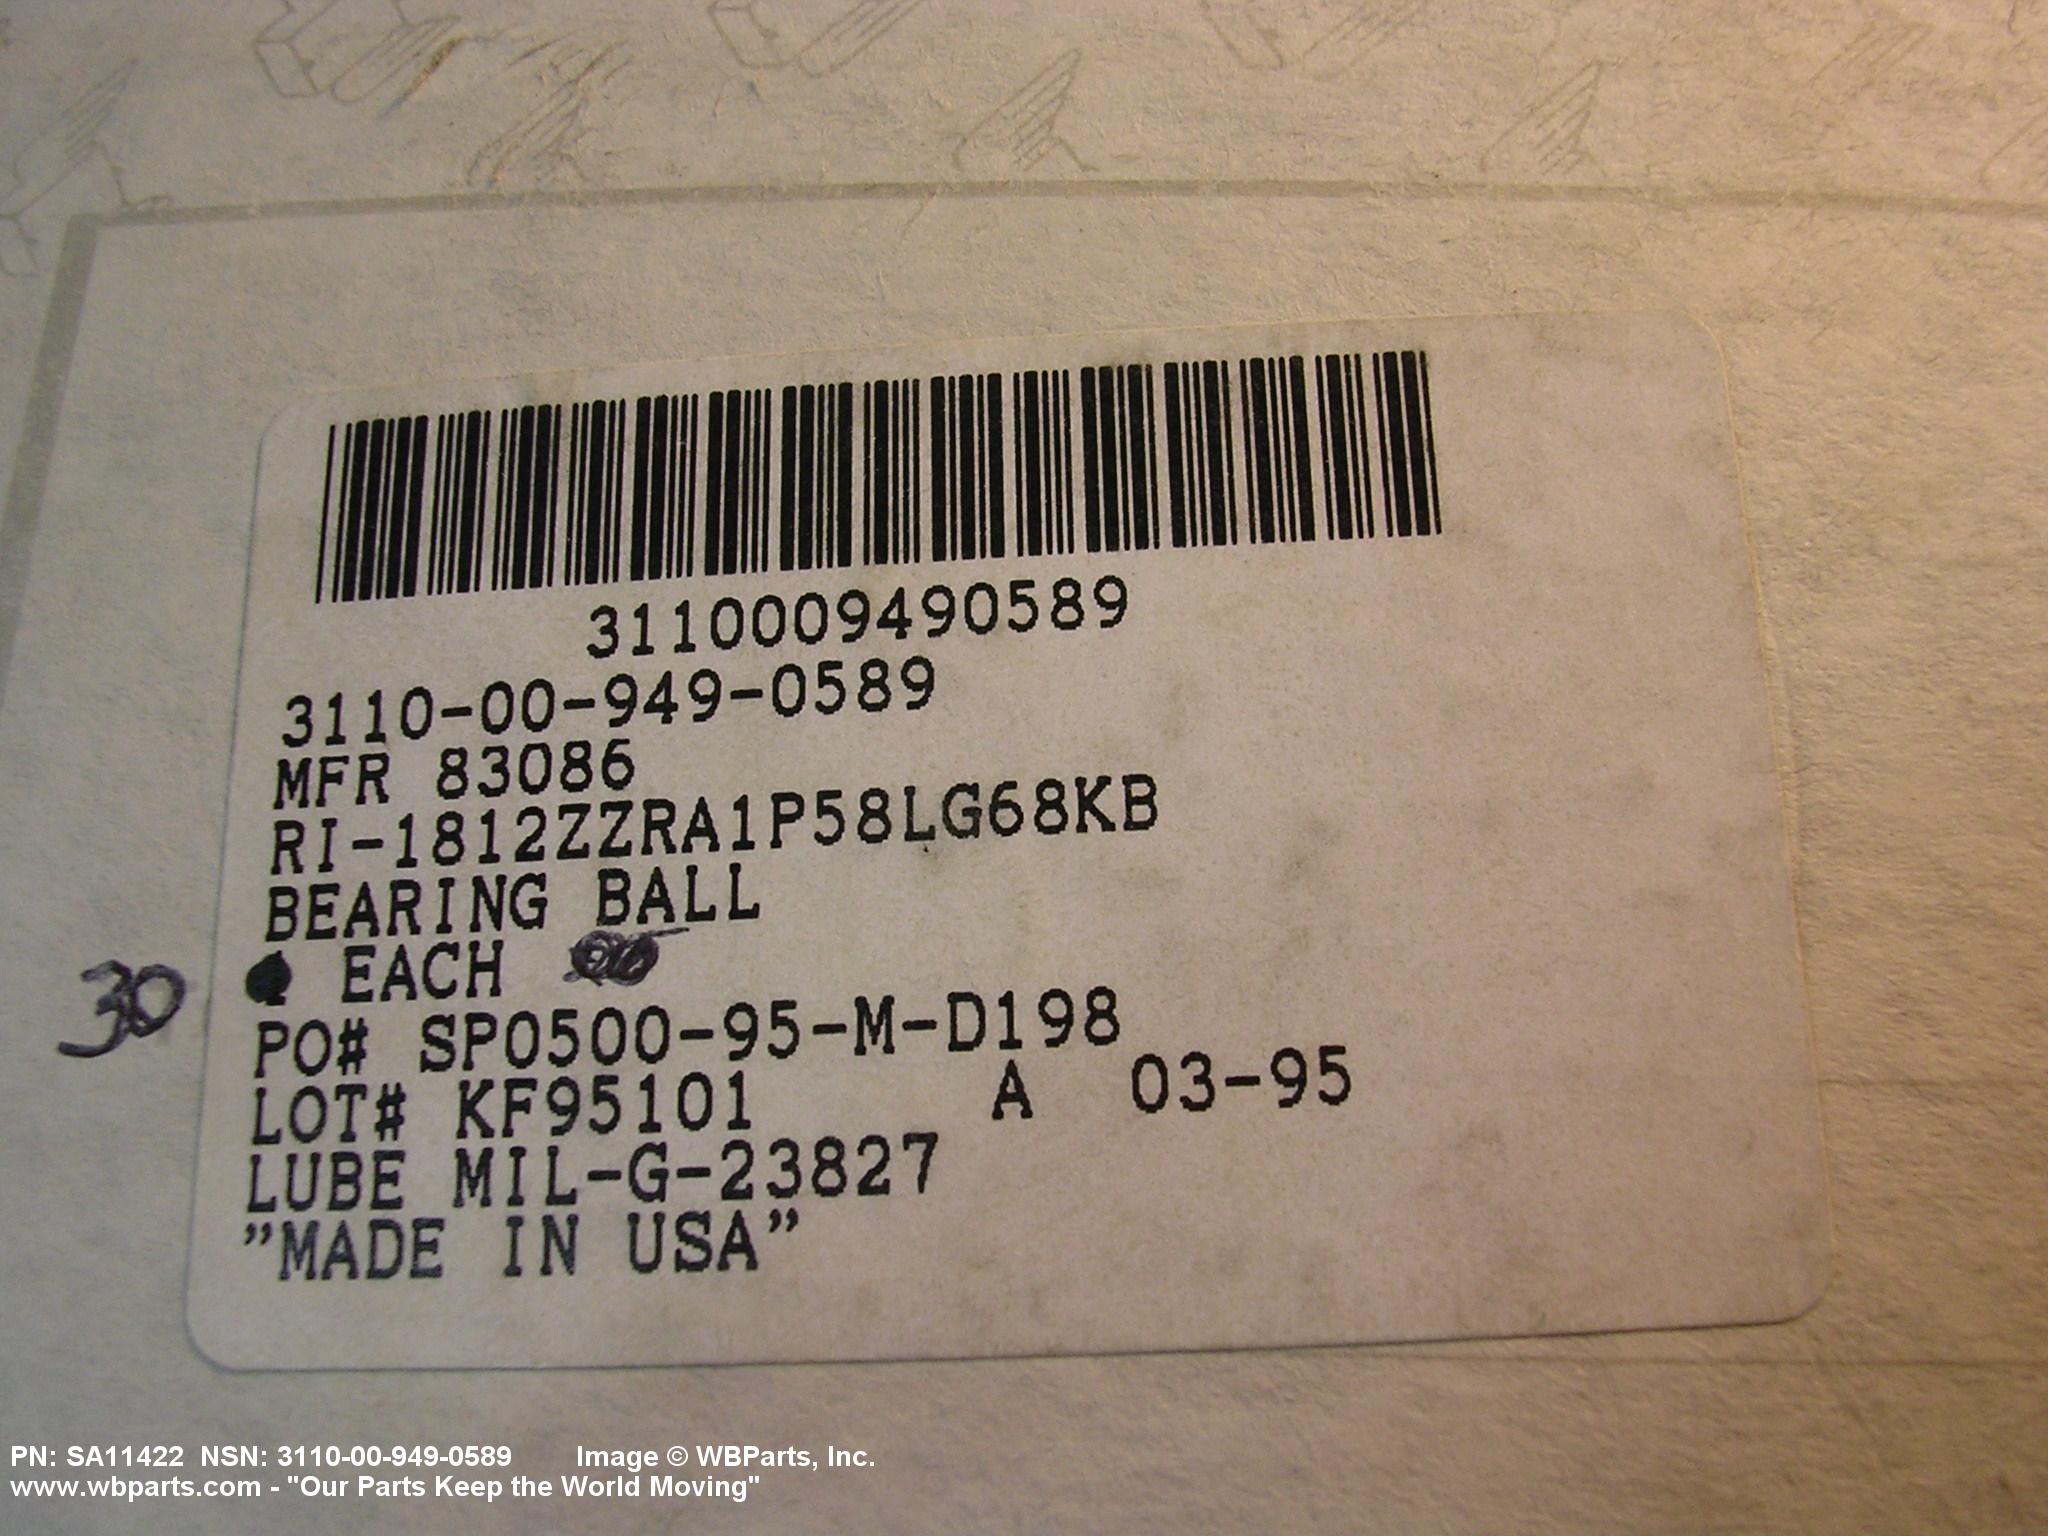 3110009490589
3110-00-949-0589
MFR 83086
RI-1812ZZRA1P58LG68KB
BEARING BALL
30 EACH
PO# SP0500-95-M-D198
LOT# KF95101 A 03-95
LUBE MIL-G-23827
"MADE IN USA"
PN: SA11422 NSN: 3110-00-949-0589 Image © WBParts, Inc.
www.wbparts.com - "Our Parts Keep the World Moving"